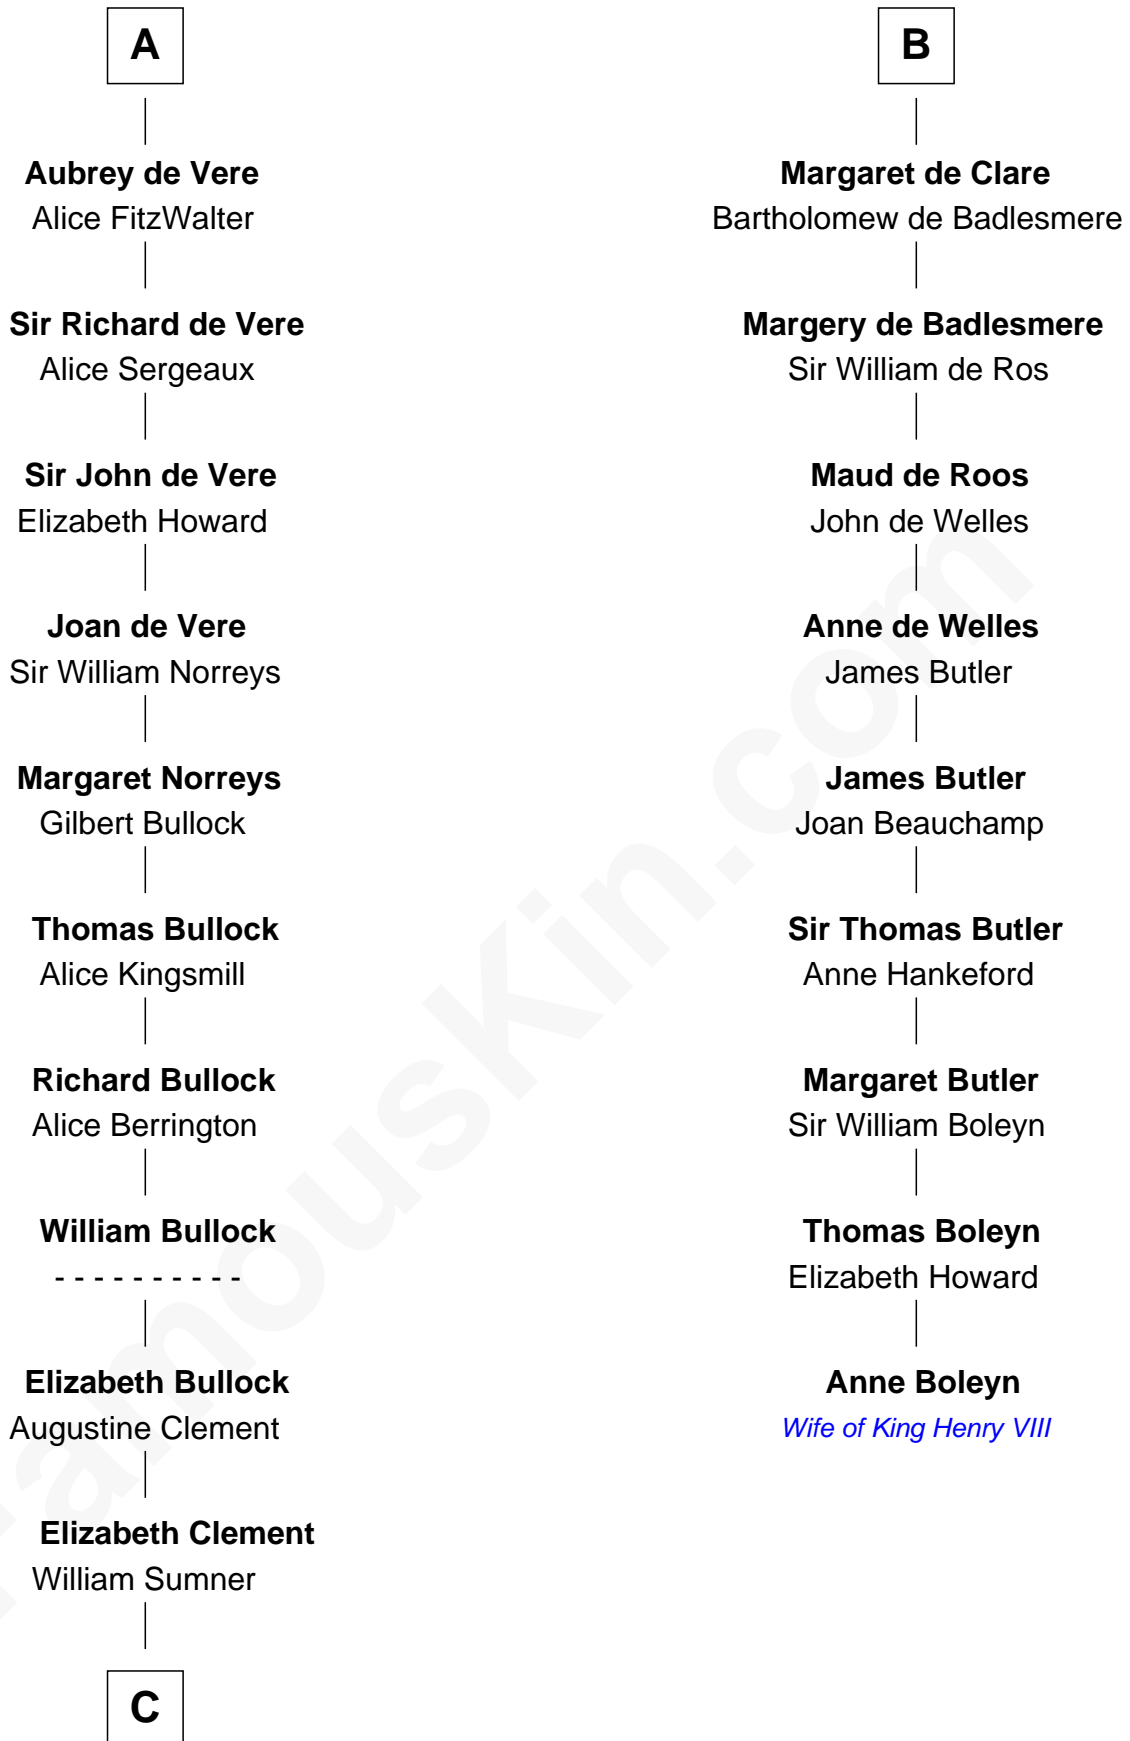 A
Aubrey de Vere
Alice FitzWalter
Sir Richard de Vere
Alice Sergeaux
Sir John de Vere
Elizabeth Howard
Joan de Vere
Sir William Norreys
Margaret Norreys
Gilbert Bullock
Thomas Bullock
Alice Kingsmill
Richard Bullock
Alice Berrington
William Bullock
- - - - - - - - - -
Elizabeth Bullock
Augustine Clement
Elizabeth Clement
William Sumner
C
B
Margaret de Clare
Bartholomew de Badlesmere
Margery de Badlesmere
Sir William de Ros
Maud de Roos
John de Welles
Anne de Welles
James Butler
James Butler
Joan Beauchamp
Sir Thomas Butler
Anne Hankeford
Margaret Butler
Sir William Boleyn
Thomas Boleyn
Elizabeth Howard
Anne Boleyn
Wife of King Henry VIII
FamousKin.com